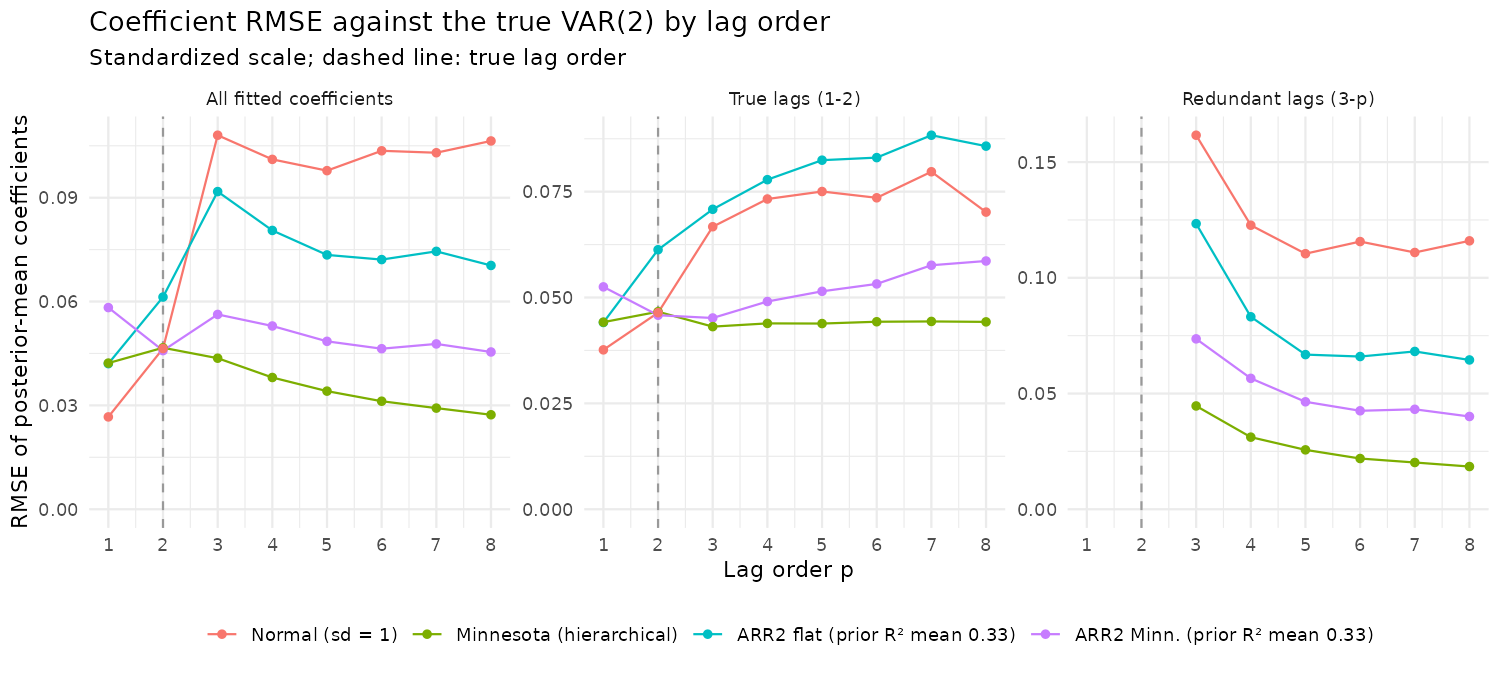 Coefficient RMSE against the true VAR(2) by lag order
Standardized scale; dashed line: true lag order
All fitted coefficients
True lags (1-2)
Redundant lags (3-p)
RMSE of posterior-mean coefficients
0.09
0.06
0.03
0.00
1 2 3 4 5 6 7 8
0.075
0.050
0.025
0.000
1 2 3 4 5 6 7 8
0.15
0.10
0.05
0.00
1 2 3 4 5 6 7 8
Lag order p
Normal (sd = 1) Minnesota (hierarchical) ARR2 flat (prior R² mean 0.33) ARR2 Minn. (prior R² mean 0.33)